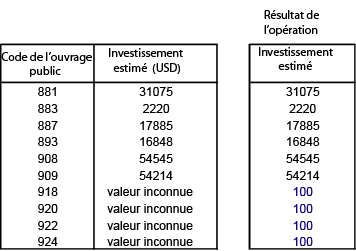 Résultat de
l'opération
Code de l'ouvrage
public
Investissement
estimé (USD)
Investissement
estimé
881 31075 31075
883 2220 2220
887 17885 17885
893 16848 16848
908 54545 54545
909 54214 54214
918 valeur inconnue 100
920 valeur inconnue 100
922 valeur inconnue 100
924 valeur inconnue 100